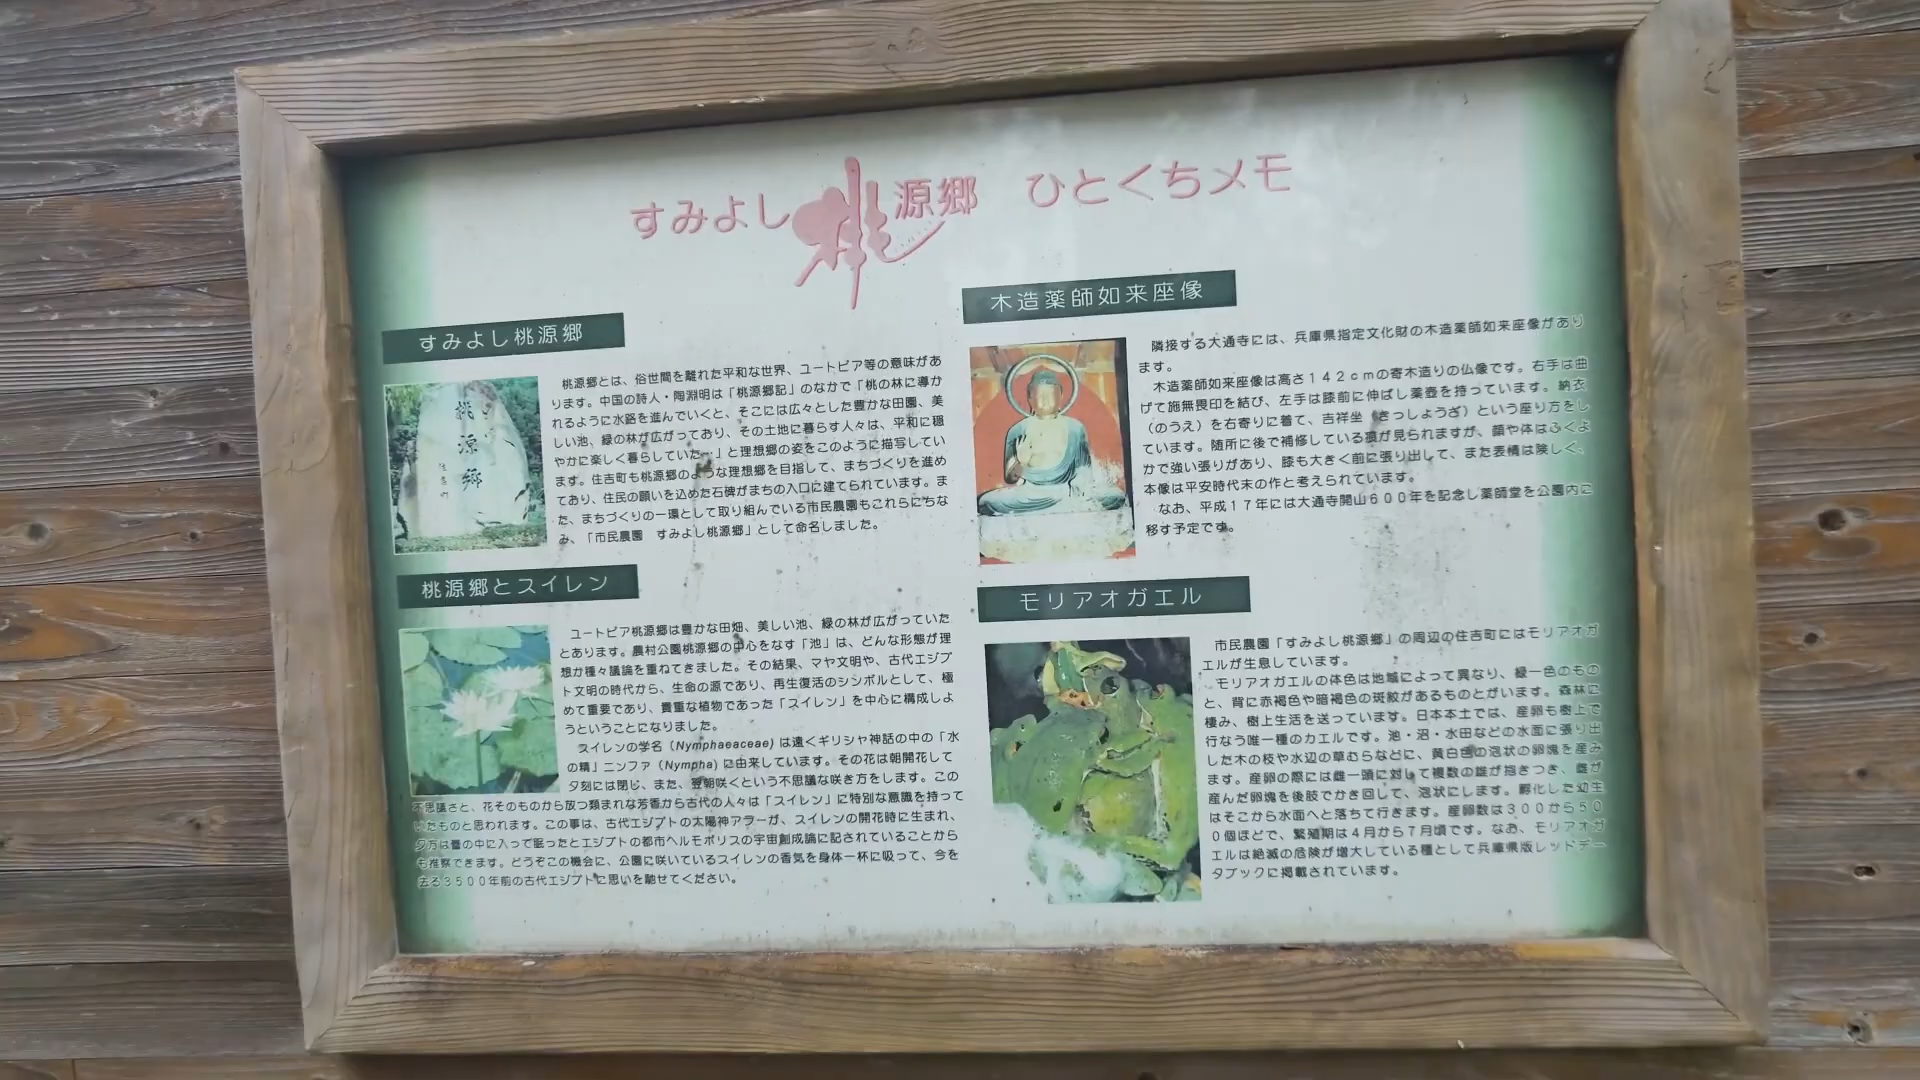 すみよし桃源郷 ひとくちメモ
すみよし桃源郷
桃源郷
住吉町
桃源郷とは、俗世間を離れた平和な世界、ユートピア等の意味があ
ります。中国の詩人・陶淵明は「桃源郷記」のなかで「桃の林に導か
れるように水路を進んでいくと、そこには広々とした豊かな田園、美
しい池、緑の林が広がっており、その土地に暮らす人々は、平和に穏
やかに楽しく暮らしていた…」と理想郷の姿をこのように描写してい
ます。住吉町も桃源郷のような理想郷を目指して、まちづくりを進め
ており、住民の願いを込めた石碑がまちの入口に建てられています。ま
た、まちづくりの一環として取り組んでいる市民農園もこれらにちな
み、「市民農園 すみよし桃源郷」として命名しました。
桃源郷とスイレン
ユートピア桃源郷は豊かな田畑、美しい池、緑の林が広がっていた
とあります。農村公園桃源郷の中心をなす「池」は、どんな形態が理
想か種々議論を重ねてきました。その結果、マヤ文明や、古代エジプ
ト文明の時代から、生命の源であり、再生復活のシンボルとして、極
めて重要であり、貴重な植物であった「スイレン」を中心に構成しよ
うということになりました。
スイレンの学名（Nymphaeaceae）は遠くギリシャ神話の中の「水
の精」ニンファ（Nympha）に由来しています。その花は朝開花して
夕刻には閉じ、また、翌朝咲くという不思議な咲き方をします。この
不思議さと、花そのものから放つ類まれな芳香から古代の人々は「スイレン」に特別な意識を持って
いたものと思われます。この事は、古代エジプトの太陽神アラーが、スイレンの開花時に生まれ、
夕方は蕾の中に入って眠ったとエジプトの都市ヘルモポリスの宇宙創成論に記されていることから
も推察できます。どうぞこの機会に、公園に咲いているスイレンの香気を身体一杯に吸って、今を
去る3500年前の古代エジプトに思いを馳せてください。
木造薬師如来座像
隣接する大通寺には、兵庫県指定文化財の木造薬師如来座像があり
ます。
木造薬師如来座像は高さ142cmの寄木造りの仏像です。右手は曲
げて施無畏印を結び、左手は膝前に伸ばし薬壺を持っています。納衣
（のうえ）を右寄りに着て、吉祥坐（きっしょうざ）という座り方をし
ています。随所に後で補修している痕が見られますが、顔や体はふくよ
かで強い張りがあり、膝も大きく前に張り出して、また表情は険しく、
本像は平安時代末の作と考えられています。
なお、平成17年には大通寺開山600年を記念し薬師堂を公園内に
移す予定です。
モリアオガエル
市民農園「すみよし桃源郷」の周辺の住吉町にはモリアオガ
エルが生息しています。
モリアオガエルの体色は地域によって異なり、緑一色のもの
と、背に赤褐色や暗褐色の斑紋があるものとがいます。森林に
棲み、樹上生活を送っています。日本本土では、産卵も樹上で
行なう唯一種のカエルです。池・沼・水田などの水面に張り出
した木の枝や水辺の草むらなどに、黄白色の泡状の卵塊を産み
ます。産卵の際には雌一頭に対して複数の雄が抱きつき、雌が
産んだ卵塊を後肢でかき回して、泡状にします。孵化した幼生
はそこから水面へと落ちて行きます。産卵数は300から50
0個ほどで、繁殖期は4月から7月頃です。なお、モリアオガ
エルは絶滅の危険が増大している種として兵庫県版レッドデー
タブックに掲載されています。